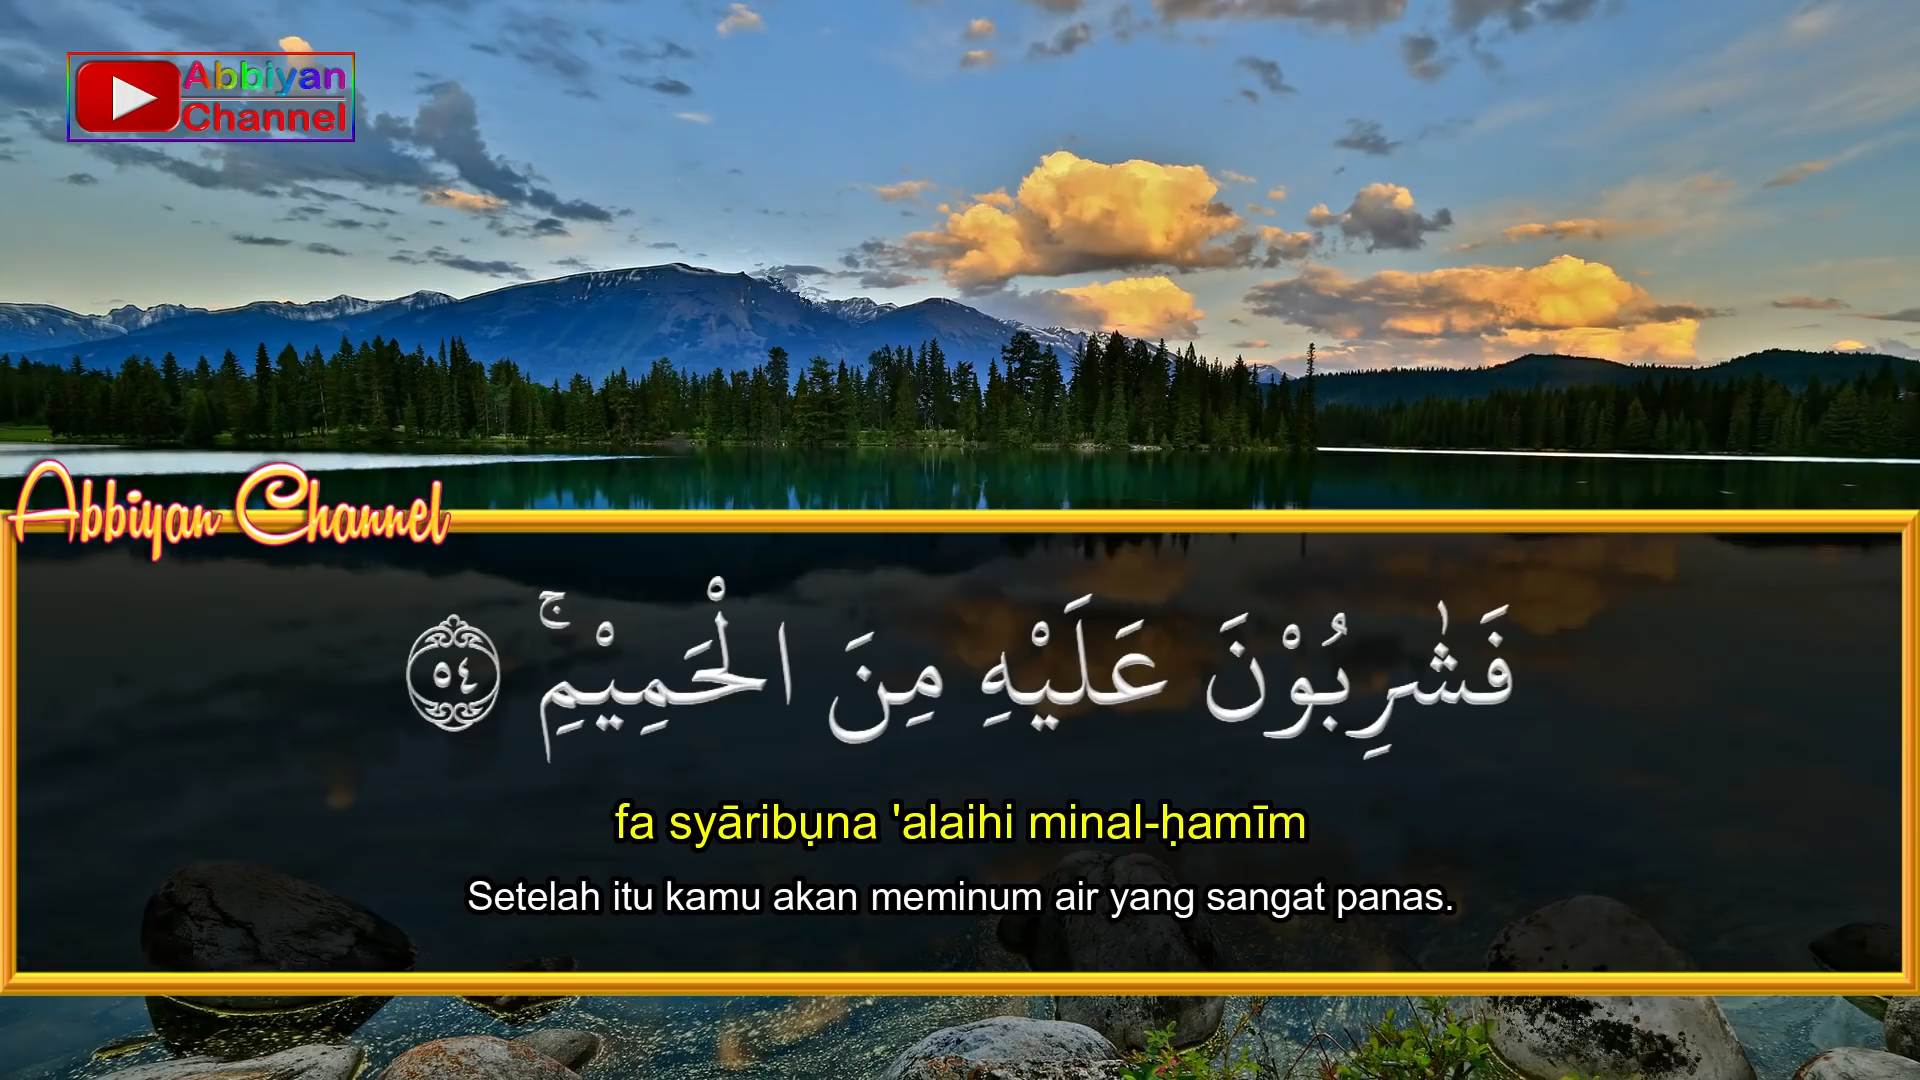 Abbiyan
Channel
Abbiyan Channel
فَشٰرِبُوْنَ عَلَيْهِ مِنَ الْحَمِيْمِۚ ٥٤
fa syāribụna 'alaihi minal-ḥamīm
Setelah itu kamu akan meminum air yang sangat panas.